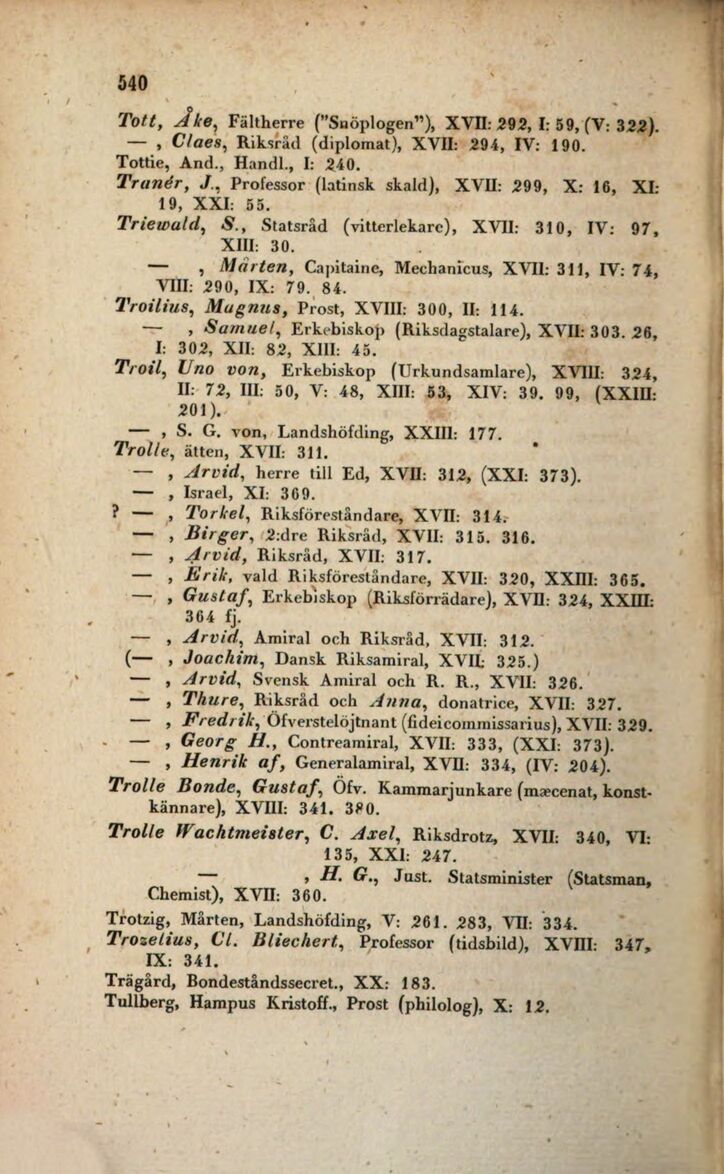 540
Tott, Åke, Fältherre ("Snöplogen"), XVII: 292, I: 59, (V: 322).
— , Claes, Riksråd (diplomat), XVII: 294, IV: 190.
Tottie, And., Handl., I: 240.
Tranér, J., Professor (latinsk skald), XVII: 299, X: 16, XI:
19, XXI: 55.
Triewald, S., Statsråd (vitterlekare), XVII: 310, IV: 97,
XIII: 30.
— , Mårten, Capitaine, Mechanicus, XVII: 311, IV: 74,
VIII: 290, IX: 79. 84.
Troilius, Magnus, Prost, XVIII: 300, II: 114.
— , Samuel, Erkebiskop (Riksdagstalare), XVII: 303. 26,
I: 302, XII: 82, XIII: 45.
Troil, Uno von, Erkebiskop (Urkundsamlare), XVIII: 324,
II: 72, III: 50, V: 48, XIII: 53, XIV: 39. 99, (XXIII:
201).
— , S. G. von, Landshöfding, XXIII: 177.
Trolle, ätten, XVII: 311.
— , Arvid, herre till Ed, XVII: 312, (XXI: 373).
— , Israel, XI: 369.
? — , Torkel, Riksföreståndare, XVII: 314.
— , Birger, 2:dre Riksråd, XVII: 315. 316.
— , Arvid, Riksråd, XVII: 317.
— , Erik, vald Riksföreståndare, XVII: 320, XXIII: 365.
— , Gustaf, Erkebiskop (Riksförrädare), XVII: 324, XXIII:
364 fj.
— , Arvid, Amiral och Riksråd, XVII: 312.
(— , Joachim, Dansk Riksamiral, XVII: 325.)
— , Arvid, Svensk Amiral och R. R., XVII: 326.
— , Thure, Riksråd och Anna, donatrice, XVII: 327.
— , Fredrik, Öfverstelöjtnant (fideicommissarius), XVII: 329.
— , Georg H., Contreamiral, XVII: 333, (XXI: 373).
— , Henrik af, Generalamiral, XVII: 334, (IV: 204).
Trolle Bonde, Gustaf, Öfv. Kammarjunkare (mæcenat, konst-
kännare), XVIII: 341. 380.
Trolle Wachtmeister, C. Axel, Riksdrotz, XVII: 340, VI:
135, XXI: 247.
— , H. G., Just. Statsminister (Statsman,
Chemist), XVII: 360.
Trotzig, Mårten, Landshöfding, V: 261. 283, VII: 334.
Trozelius, Cl. Bliechert, Professor (tidsbild), XVIII: 347,
IX: 341.
Trägård, Bondeståndssecret., XX: 183.
Tullberg, Hampus Kristoff., Prost (philolog), X: 12.